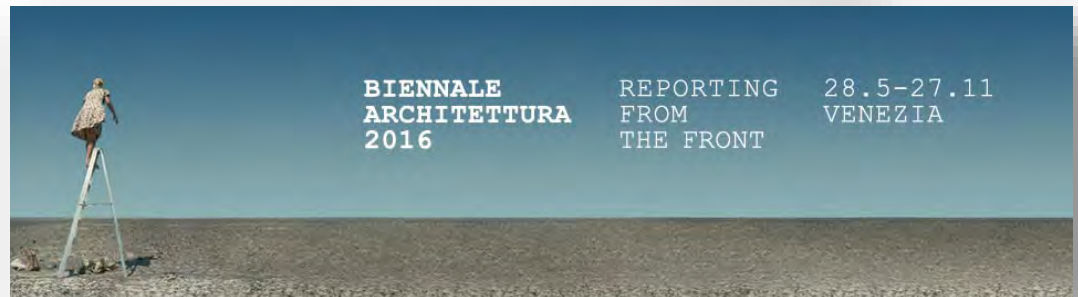 BIENNALE
ARCHITETTURA
2016
REPORTING
FROM
THE FRONT
28.5-27.11
VENEZIA